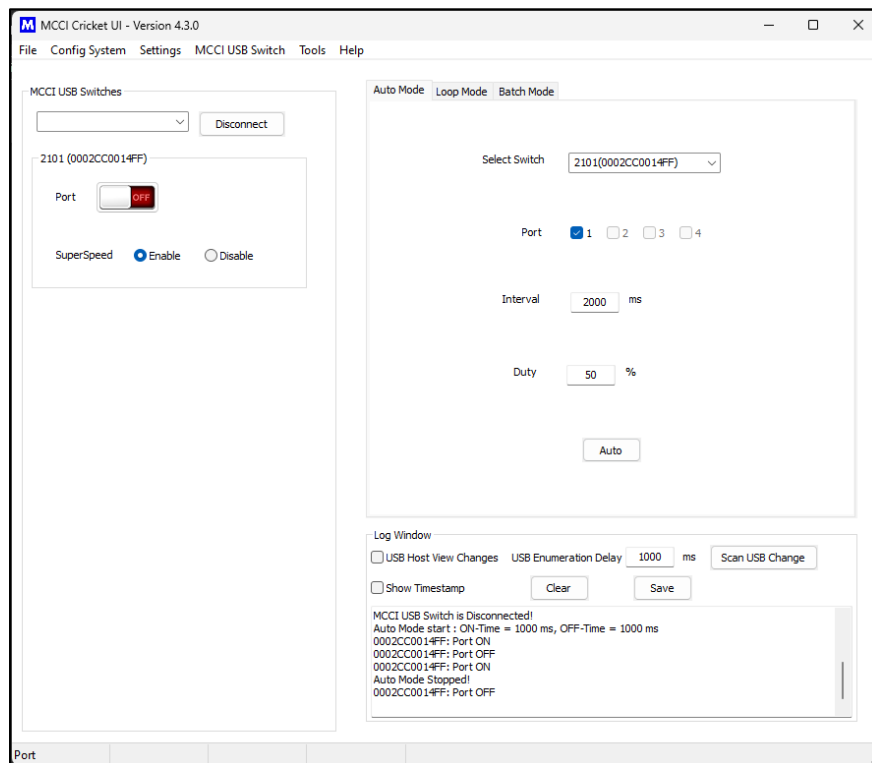 M MCCI Cricket UI - Version 4.3.0
File Config System Settings MCCI USB Switch Tools Help
MCCI USB Switches
Disconnect
2101 (0002CC0014FF)
Port OFF
SuperSpeed Enable Disable
Auto Mode Loop Mode Batch Mode
Select Switch 2101(0002CC0014FF)
Port 1 2 3 4
Interval 2000 ms
Duty 50 %
Auto
Log Window
USB Host View Changes USB Enumeration Delay 1000 ms Scan USB Change
Show Timestamp Clear Save
MCCI USB Switch is Disconnected!
Auto Mode start : ON-Time = 1000 ms, OFF-Time = 1000 ms
0002CC0014FF: Port ON
0002CC0014FF: Port OFF
0002CC0014FF: Port ON
Auto Mode Stopped!
0002CC0014FF: Port OFF
Port